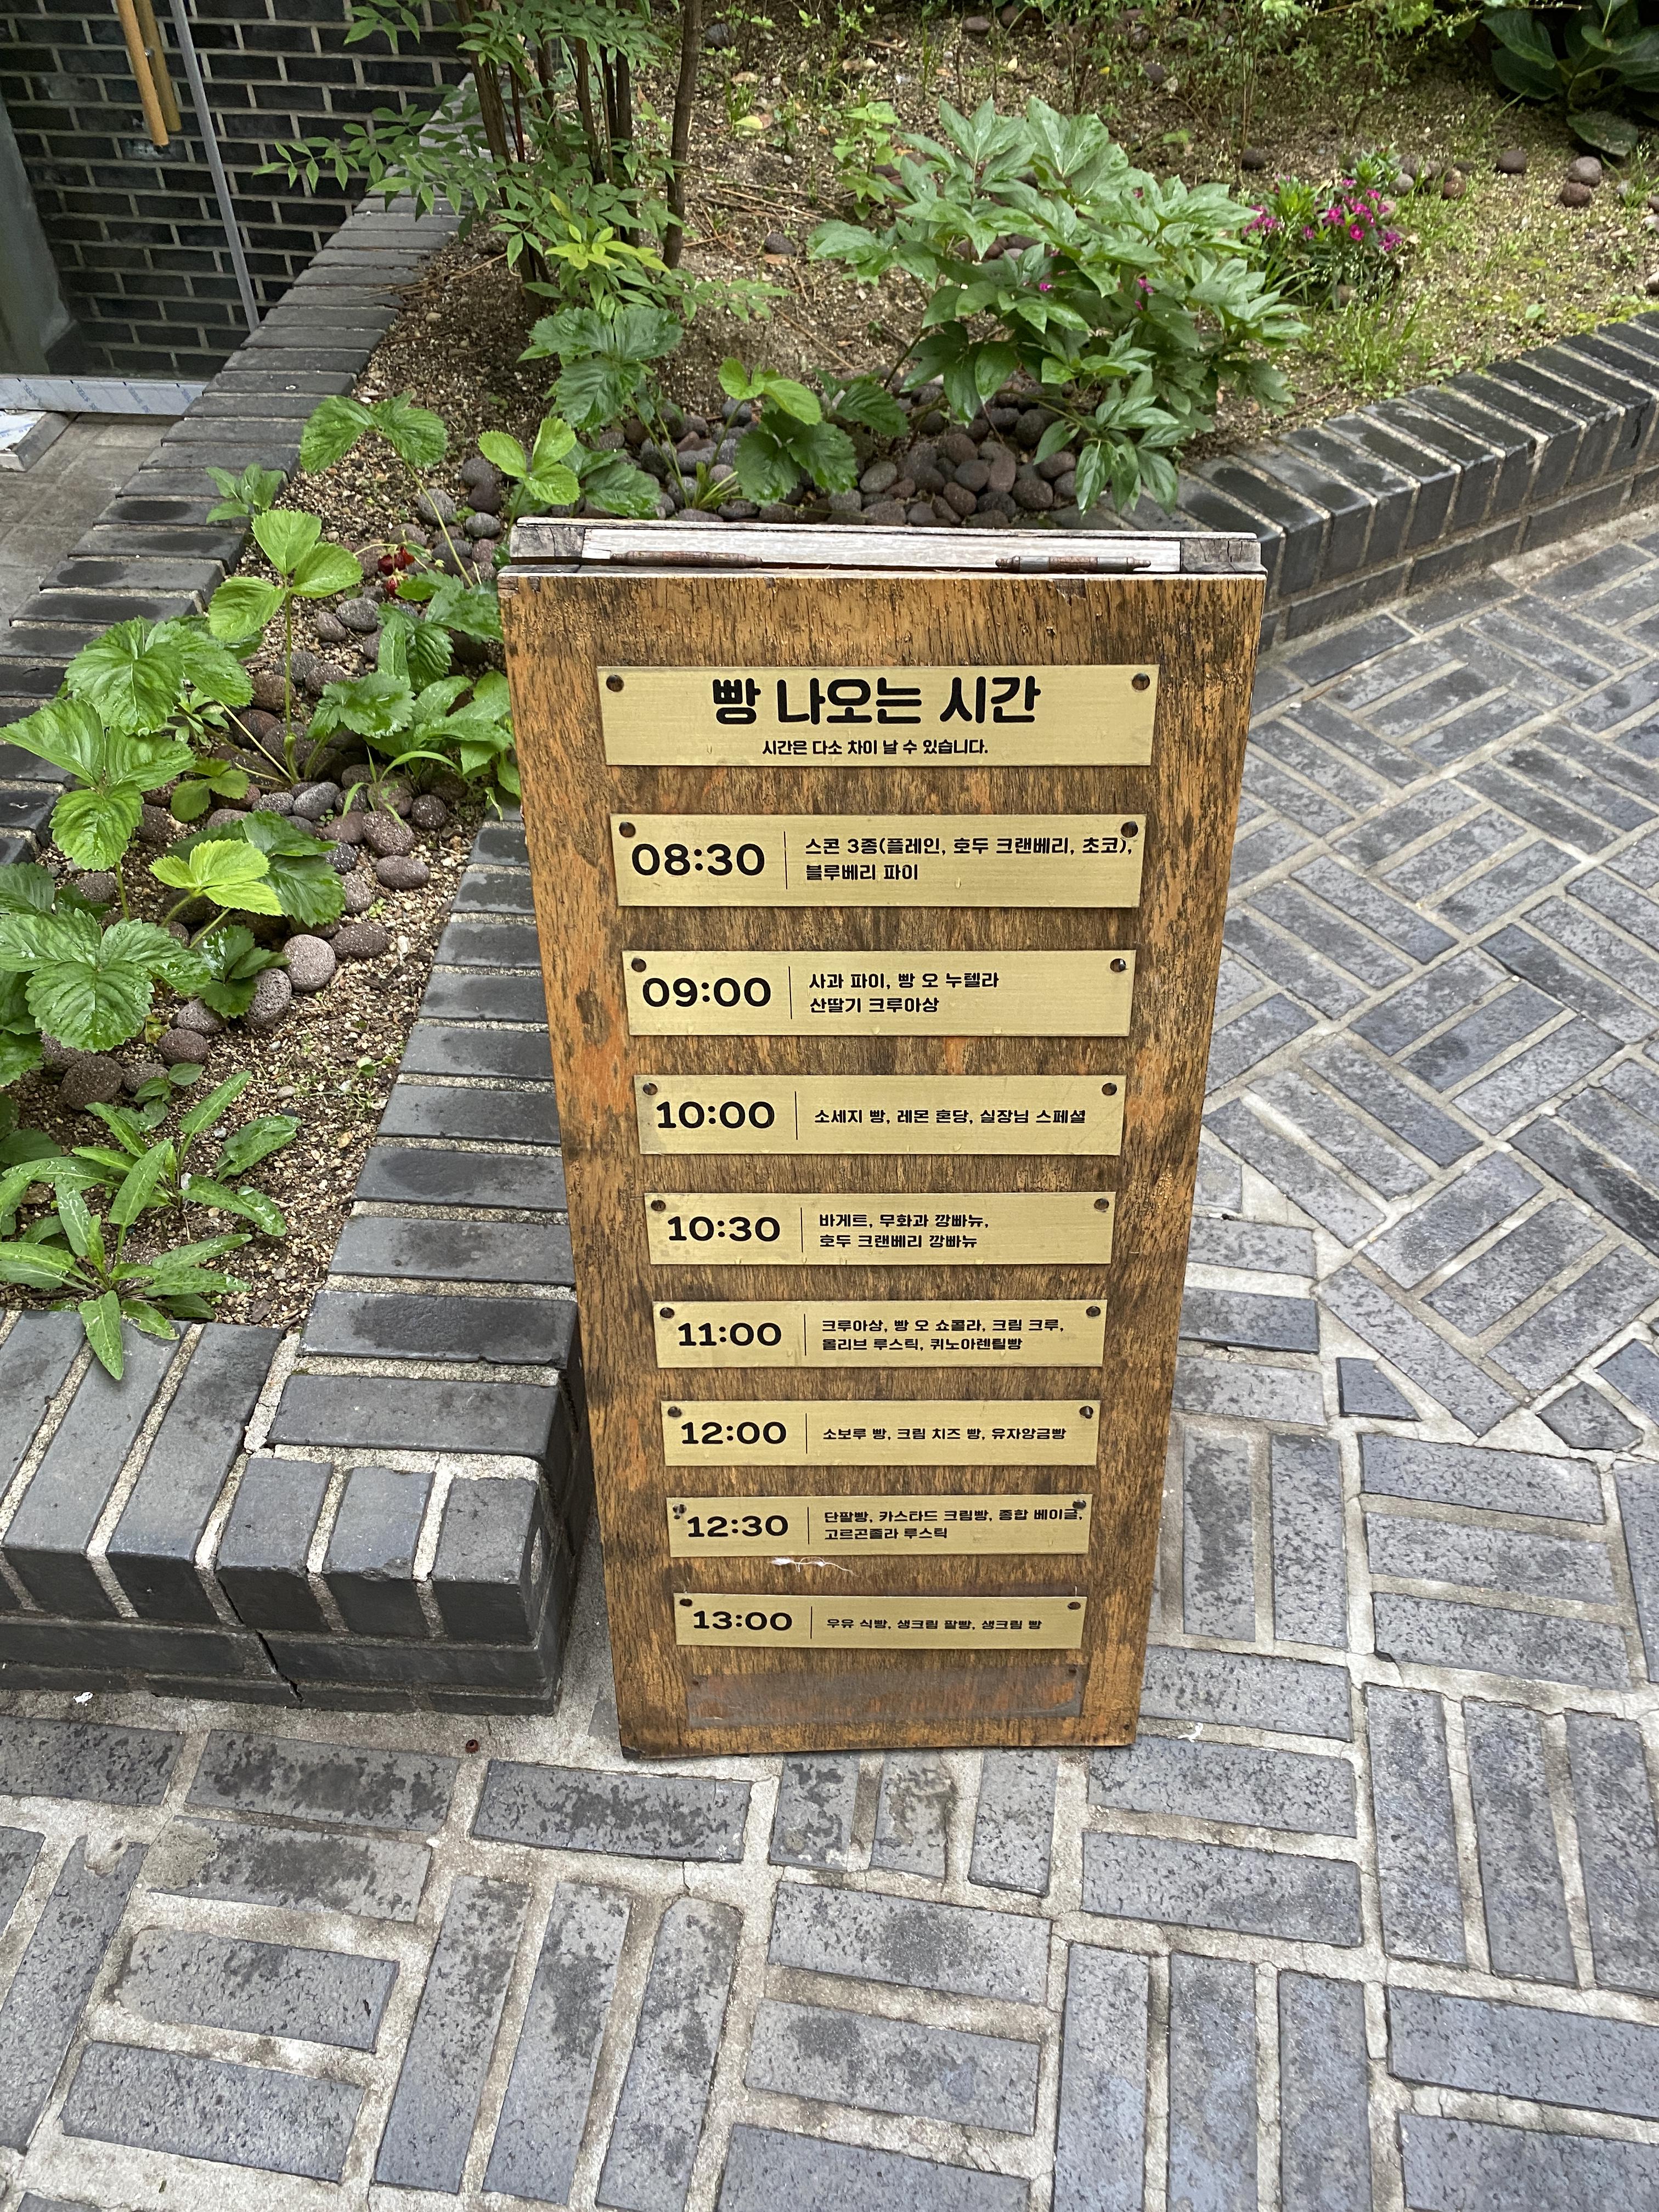 빵 나오는 시간
시간은 다소 차이 날 수 있습니다.
08:30
스콘 3종(플레인, 호두 크랜베리, 초코),
블루베리 파이
09:00
사과 파이, 빵 오 누텔라
산딸기 크루아상
10:00
소세지 빵, 레몬 혼당, 실장님 스페셜
10:30
바게트, 무화과 깜빠뉴,
호두 크랜베리 깜빠뉴
11:00
크루아상, 빵 오 쇼콜라, 크림 크루,
올리브 루스틱, 퀴노아렌틸빵
12:00
소보루 빵, 크림 치즈 빵, 유자앙금빵
12:30
단팥빵, 카스타드 크림빵, 종합 베이글,
고르곤졸라 루스틱
13:00
우유 식빵, 생크림 팥빵, 생크림 빵